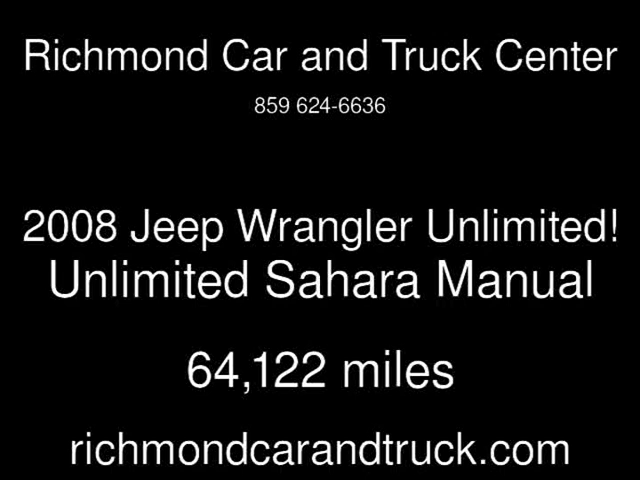 Richmond Car and Truck Center
859 624-6636
2008 Jeep Wrangler Unlimited!
Unlimited Sahara Manual
64,122 miles
richmondcarandtruck.com